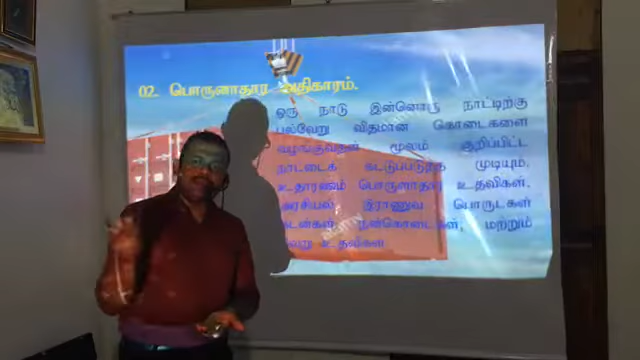 02. பொருளாதார அதிகாரம்.
ஒரு நாடு இன்னொரு நாட்டிற்கு
பல்வேறு விதமான கொடைகளை
வழங்குவதன் மூலம் குறிப்பிட்ட
நாட்டைக் கட்டுப்படுத்த முடியும்.
உதாரணம் பொருளாதார உதவிகள்,
அரசியல் இராணுவ பொருட்கள்
கடன்கள், நன்கொடைகள், மற்றும்
வேறு உதவிகள்